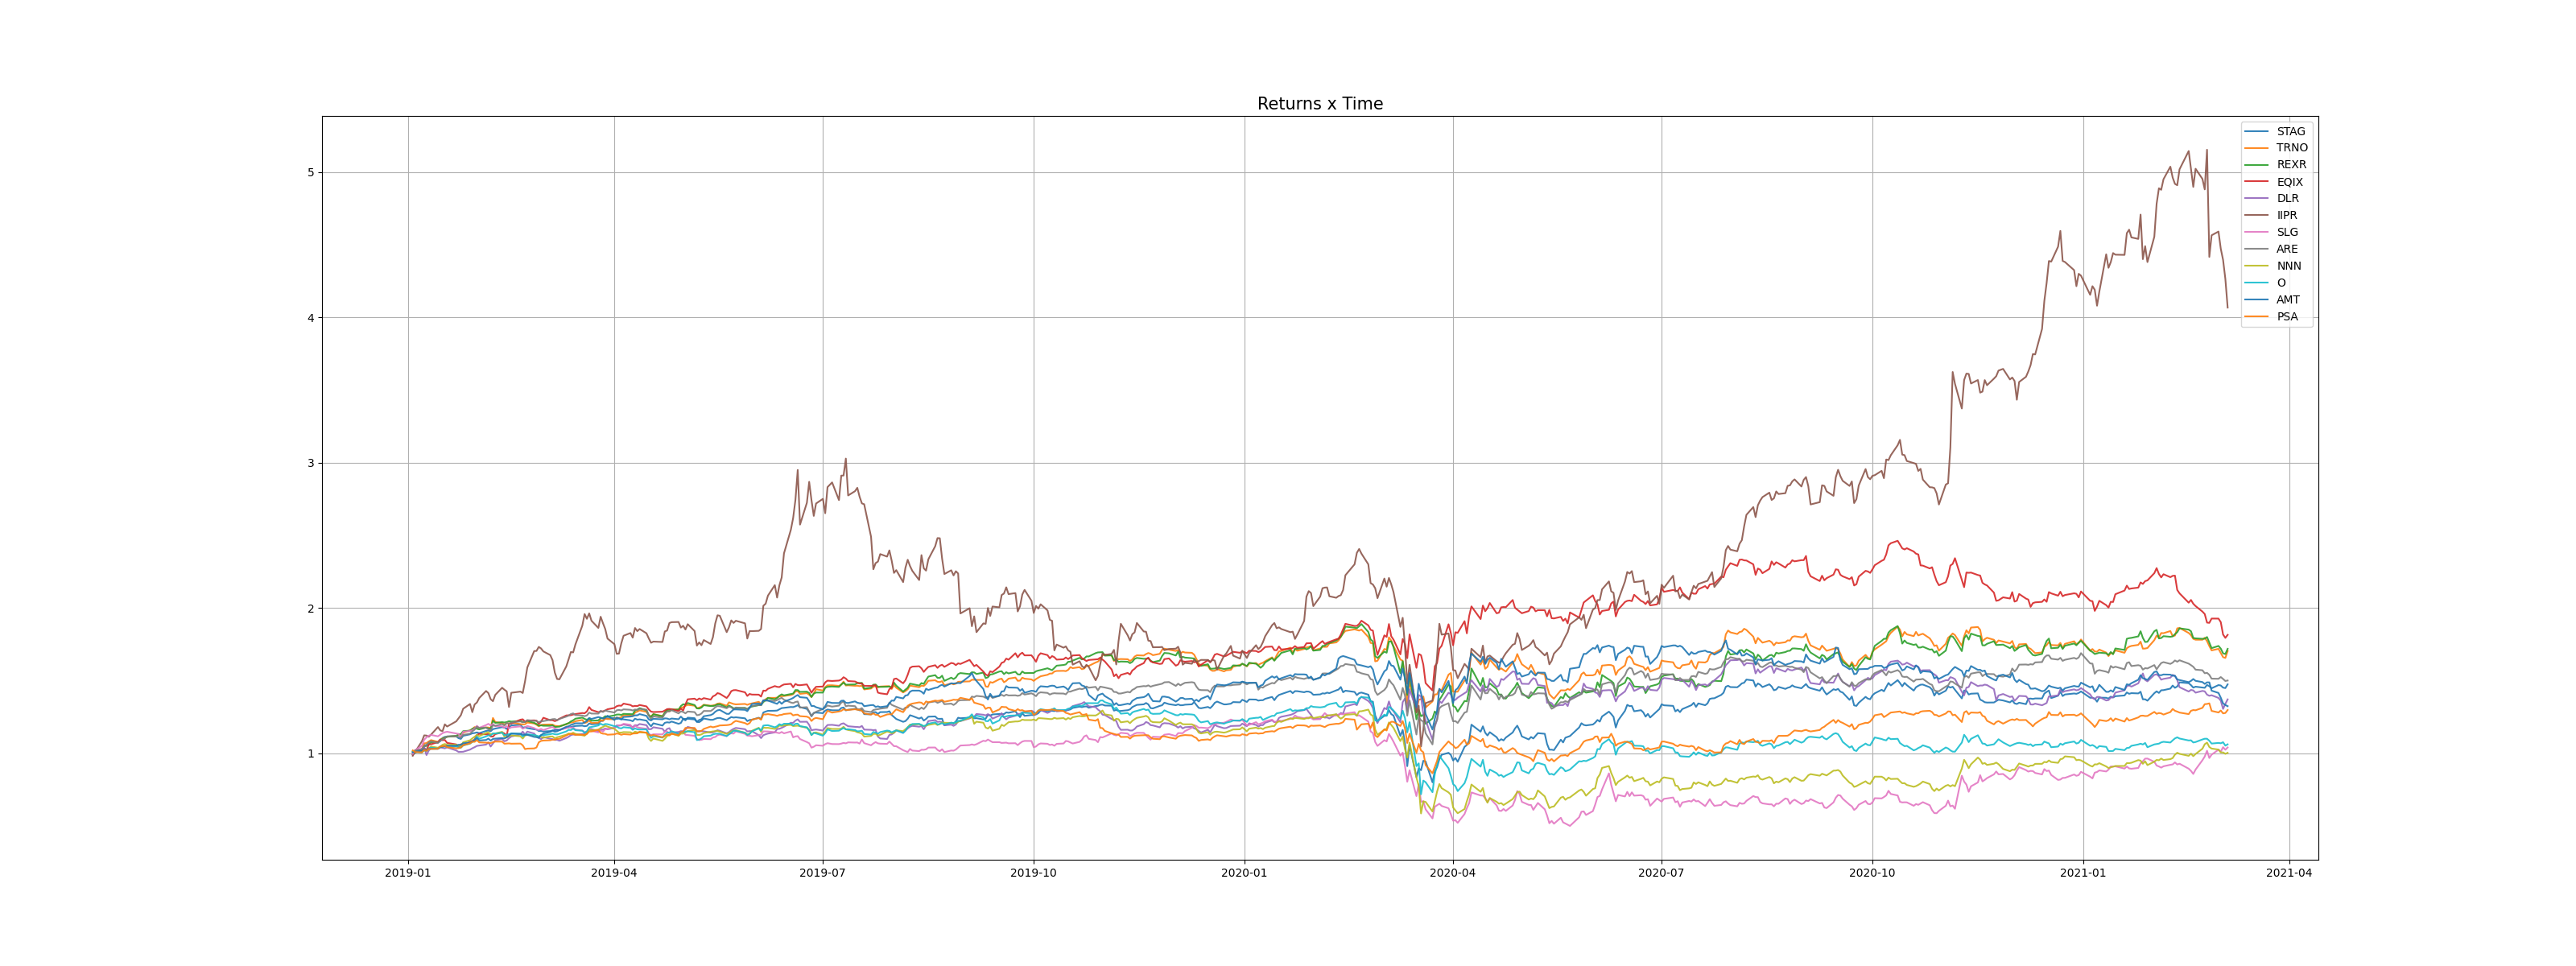 Returns x Time
STAG
TRNO
REXR
EQIX
DLR
IIPR
SLG
ARE
NNN
O
AMT
PSA
5
4
3
2
1
2019-01 2019-04 2019-07 2019-10 2020-01 2020-04 2020-07 2020-10 2021-01 2021-04